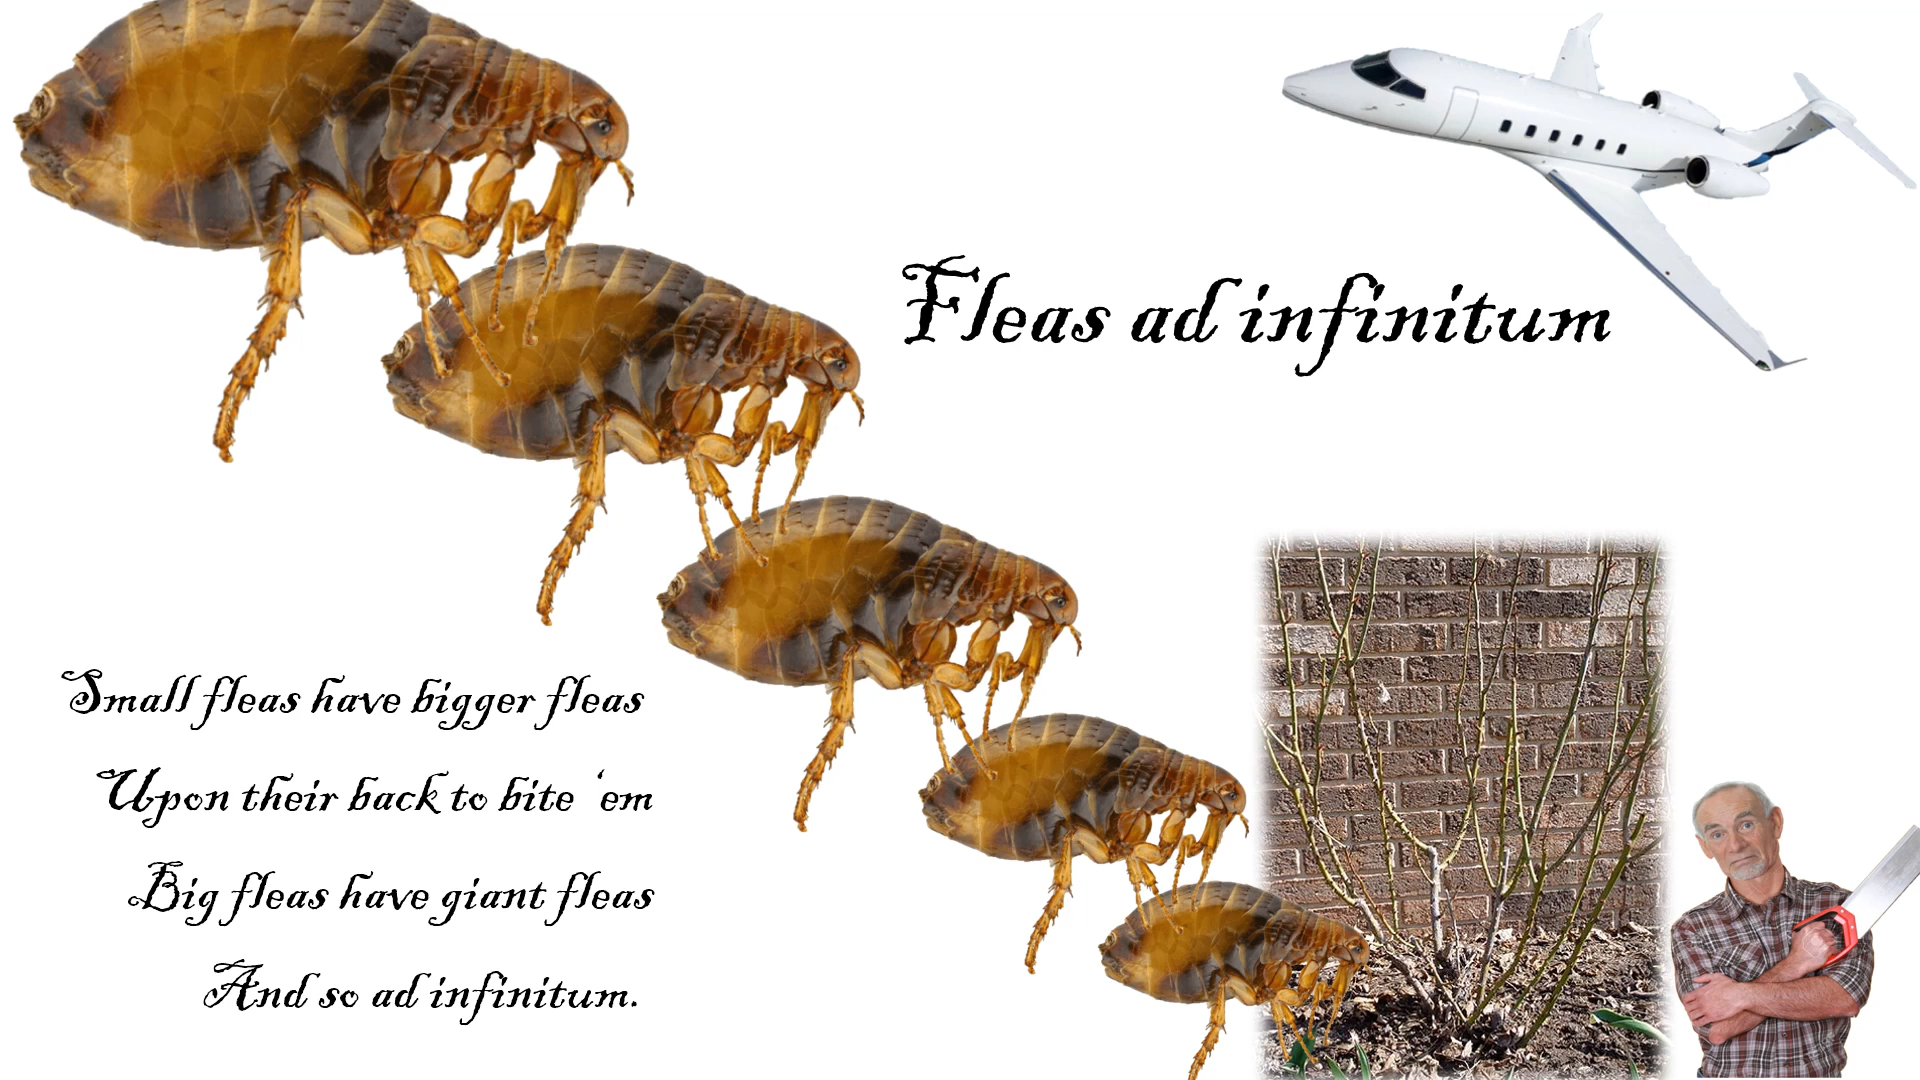 Fleas ad infinitum
Small fleas have bigger fleas
Upon their back to bite 'em
Big fleas have giant fleas
And so ad infinitum.